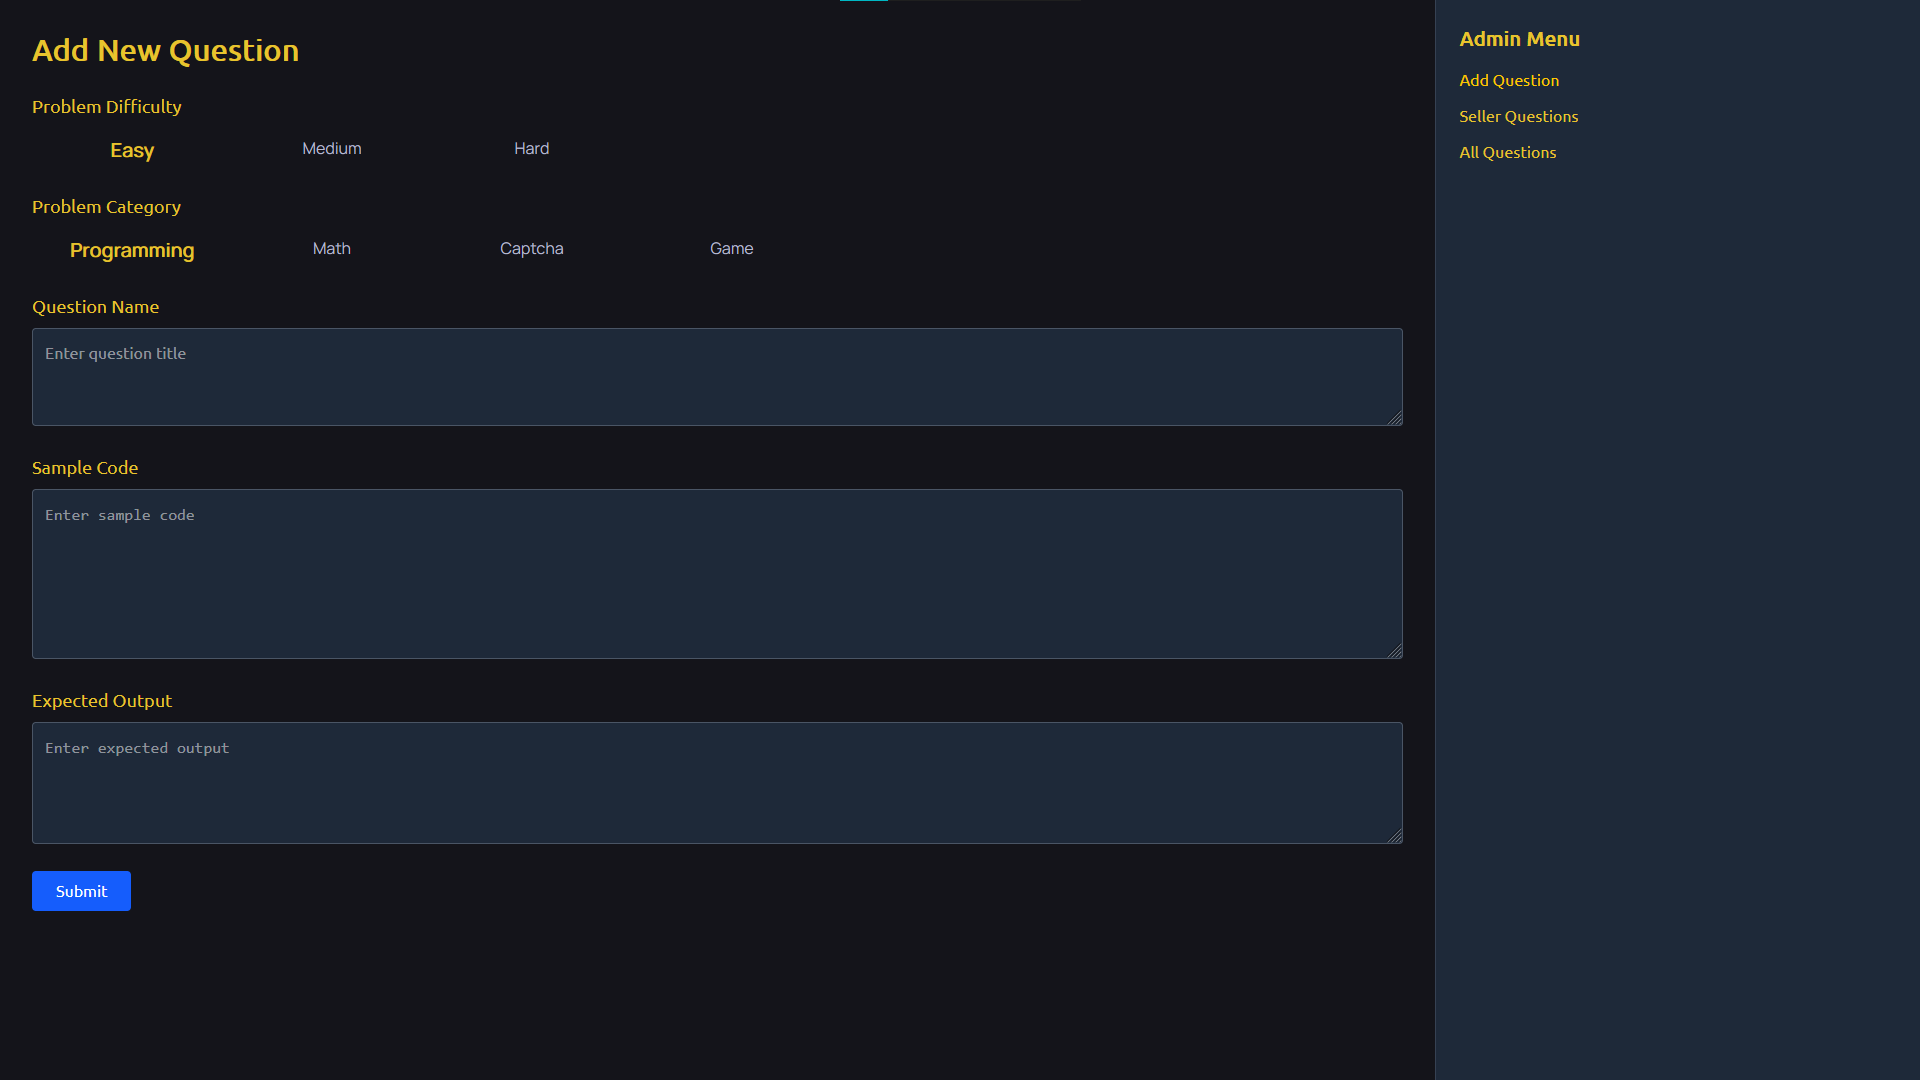 Add New Question
Problem Difficulty
Easy Medium Hard
Problem Category
Programming Math Captcha Game
Question Name
Enter question title
Sample Code
Enter sample code
Expected Output
Enter expected output
Submit
Admin Menu
Add Question
Seller Questions
All Questions